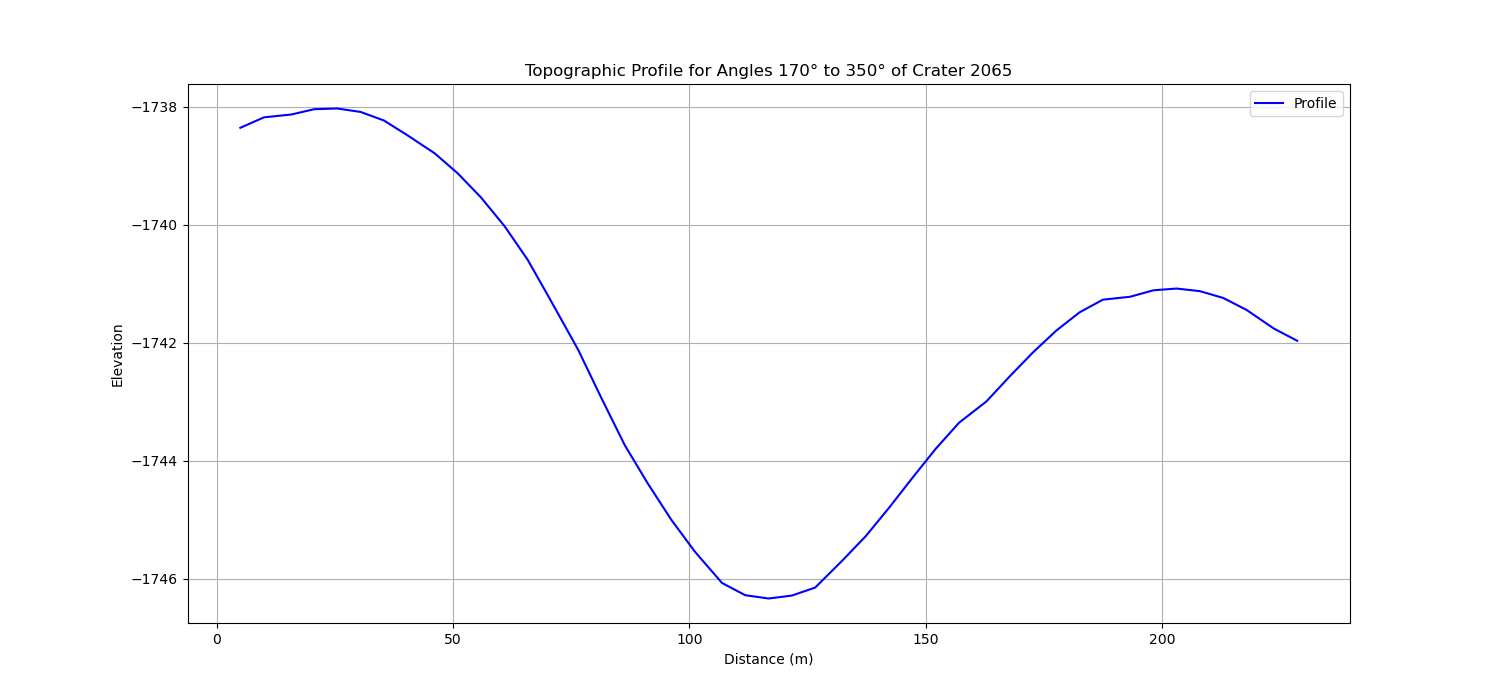 Topographic Profile for Angles 170° to 350° of Crater 2065
Profile
−1738
−1740
−1742
−1744
−1746
Elevation
0
50
100
150
200
Distance (m)